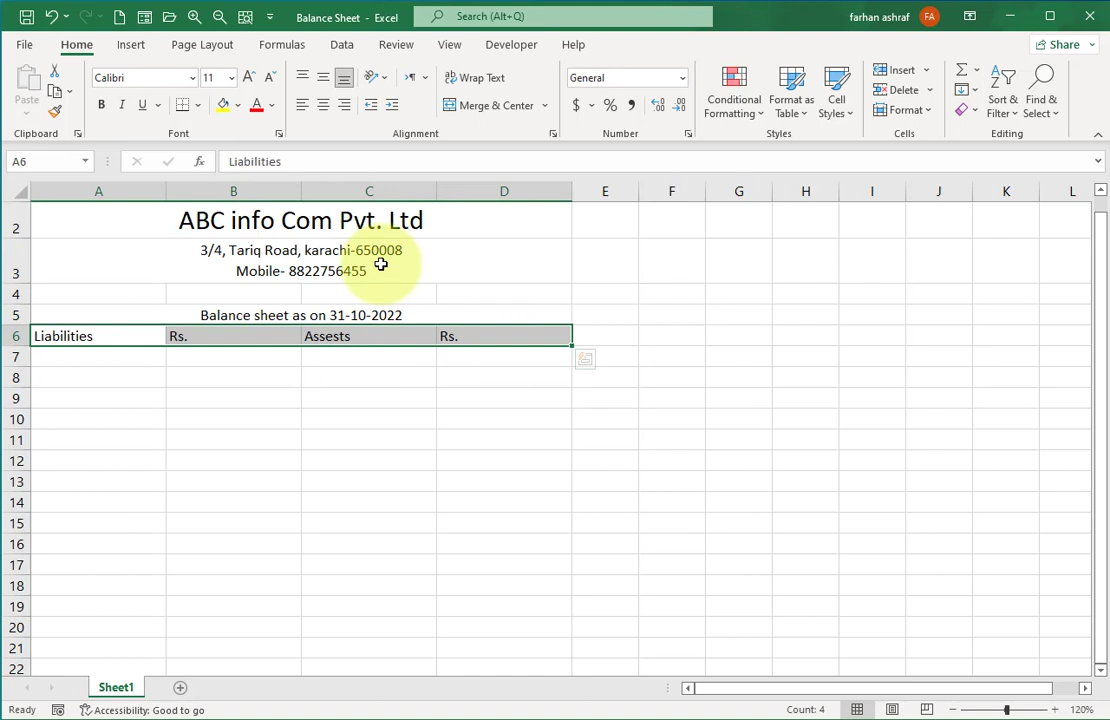 Balance Sheet - Excel
Search (Alt+Q)
farhan ashraf
FA
File Home Insert Page Layout Formulas Data Review View Developer Help
Share
Paste
Calibri
11
A A
B I U
A
Wrap Text
Merge & Center
General
$ % ,
Conditional
Formatting
Format as
Table
Cell
Styles
Insert
Delete
Format
Sort &
Filter
Find &
Select
Clipboard Font Alignment Number Styles Cells Editing
A6
fx
Liabilities
A B C D E F G H I J K L
2 ABC info Com Pvt. Ltd
3/4, Tariq Road, karachi-650008
3 Mobile- 8822756455
4
5 Balance sheet as on 31-10-2022
6 Liabilities Rs. Assests Rs.
7
8
9
10
11
12
13
14
15
16
17
18
19
20
21
22
Sheet1
Ready
Accessibility: Good to go
Count: 4
120%